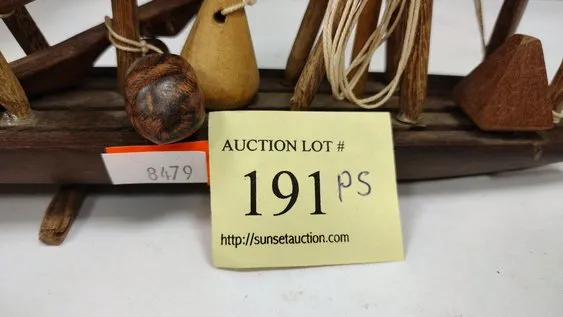 AUCTION LOT #
191 PS
http://sunsetauction.com
8479